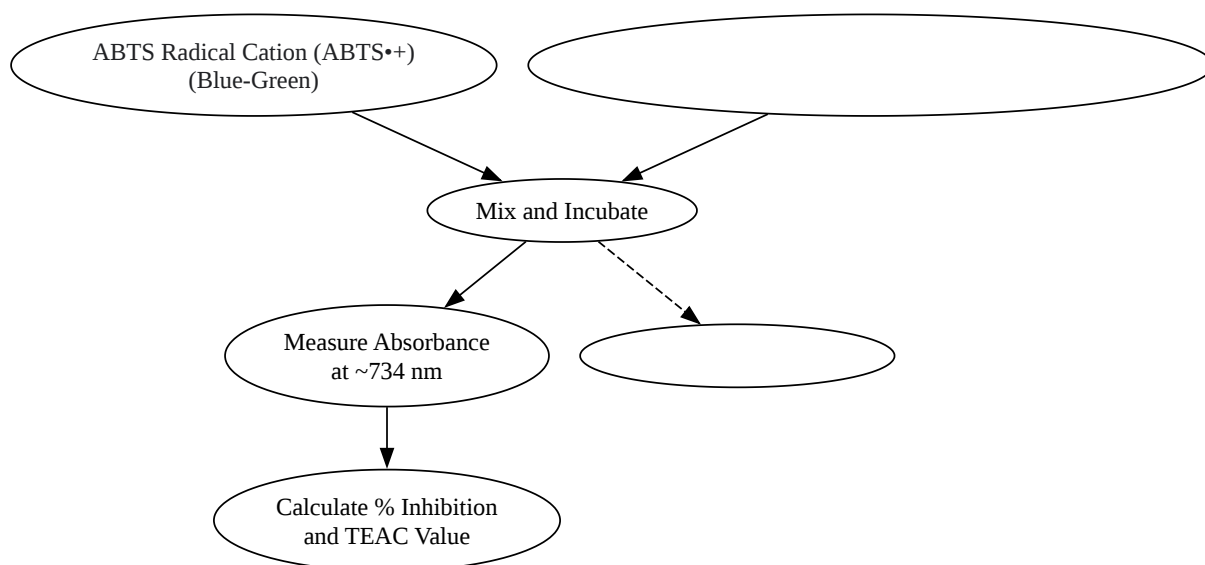 ABTS Radical Cation (ABTS•+)
(Blue-Green)
Mix and Incubate
Measure Absorbance
at ~734 nm
Calculate % Inhibition
and TEAC Value